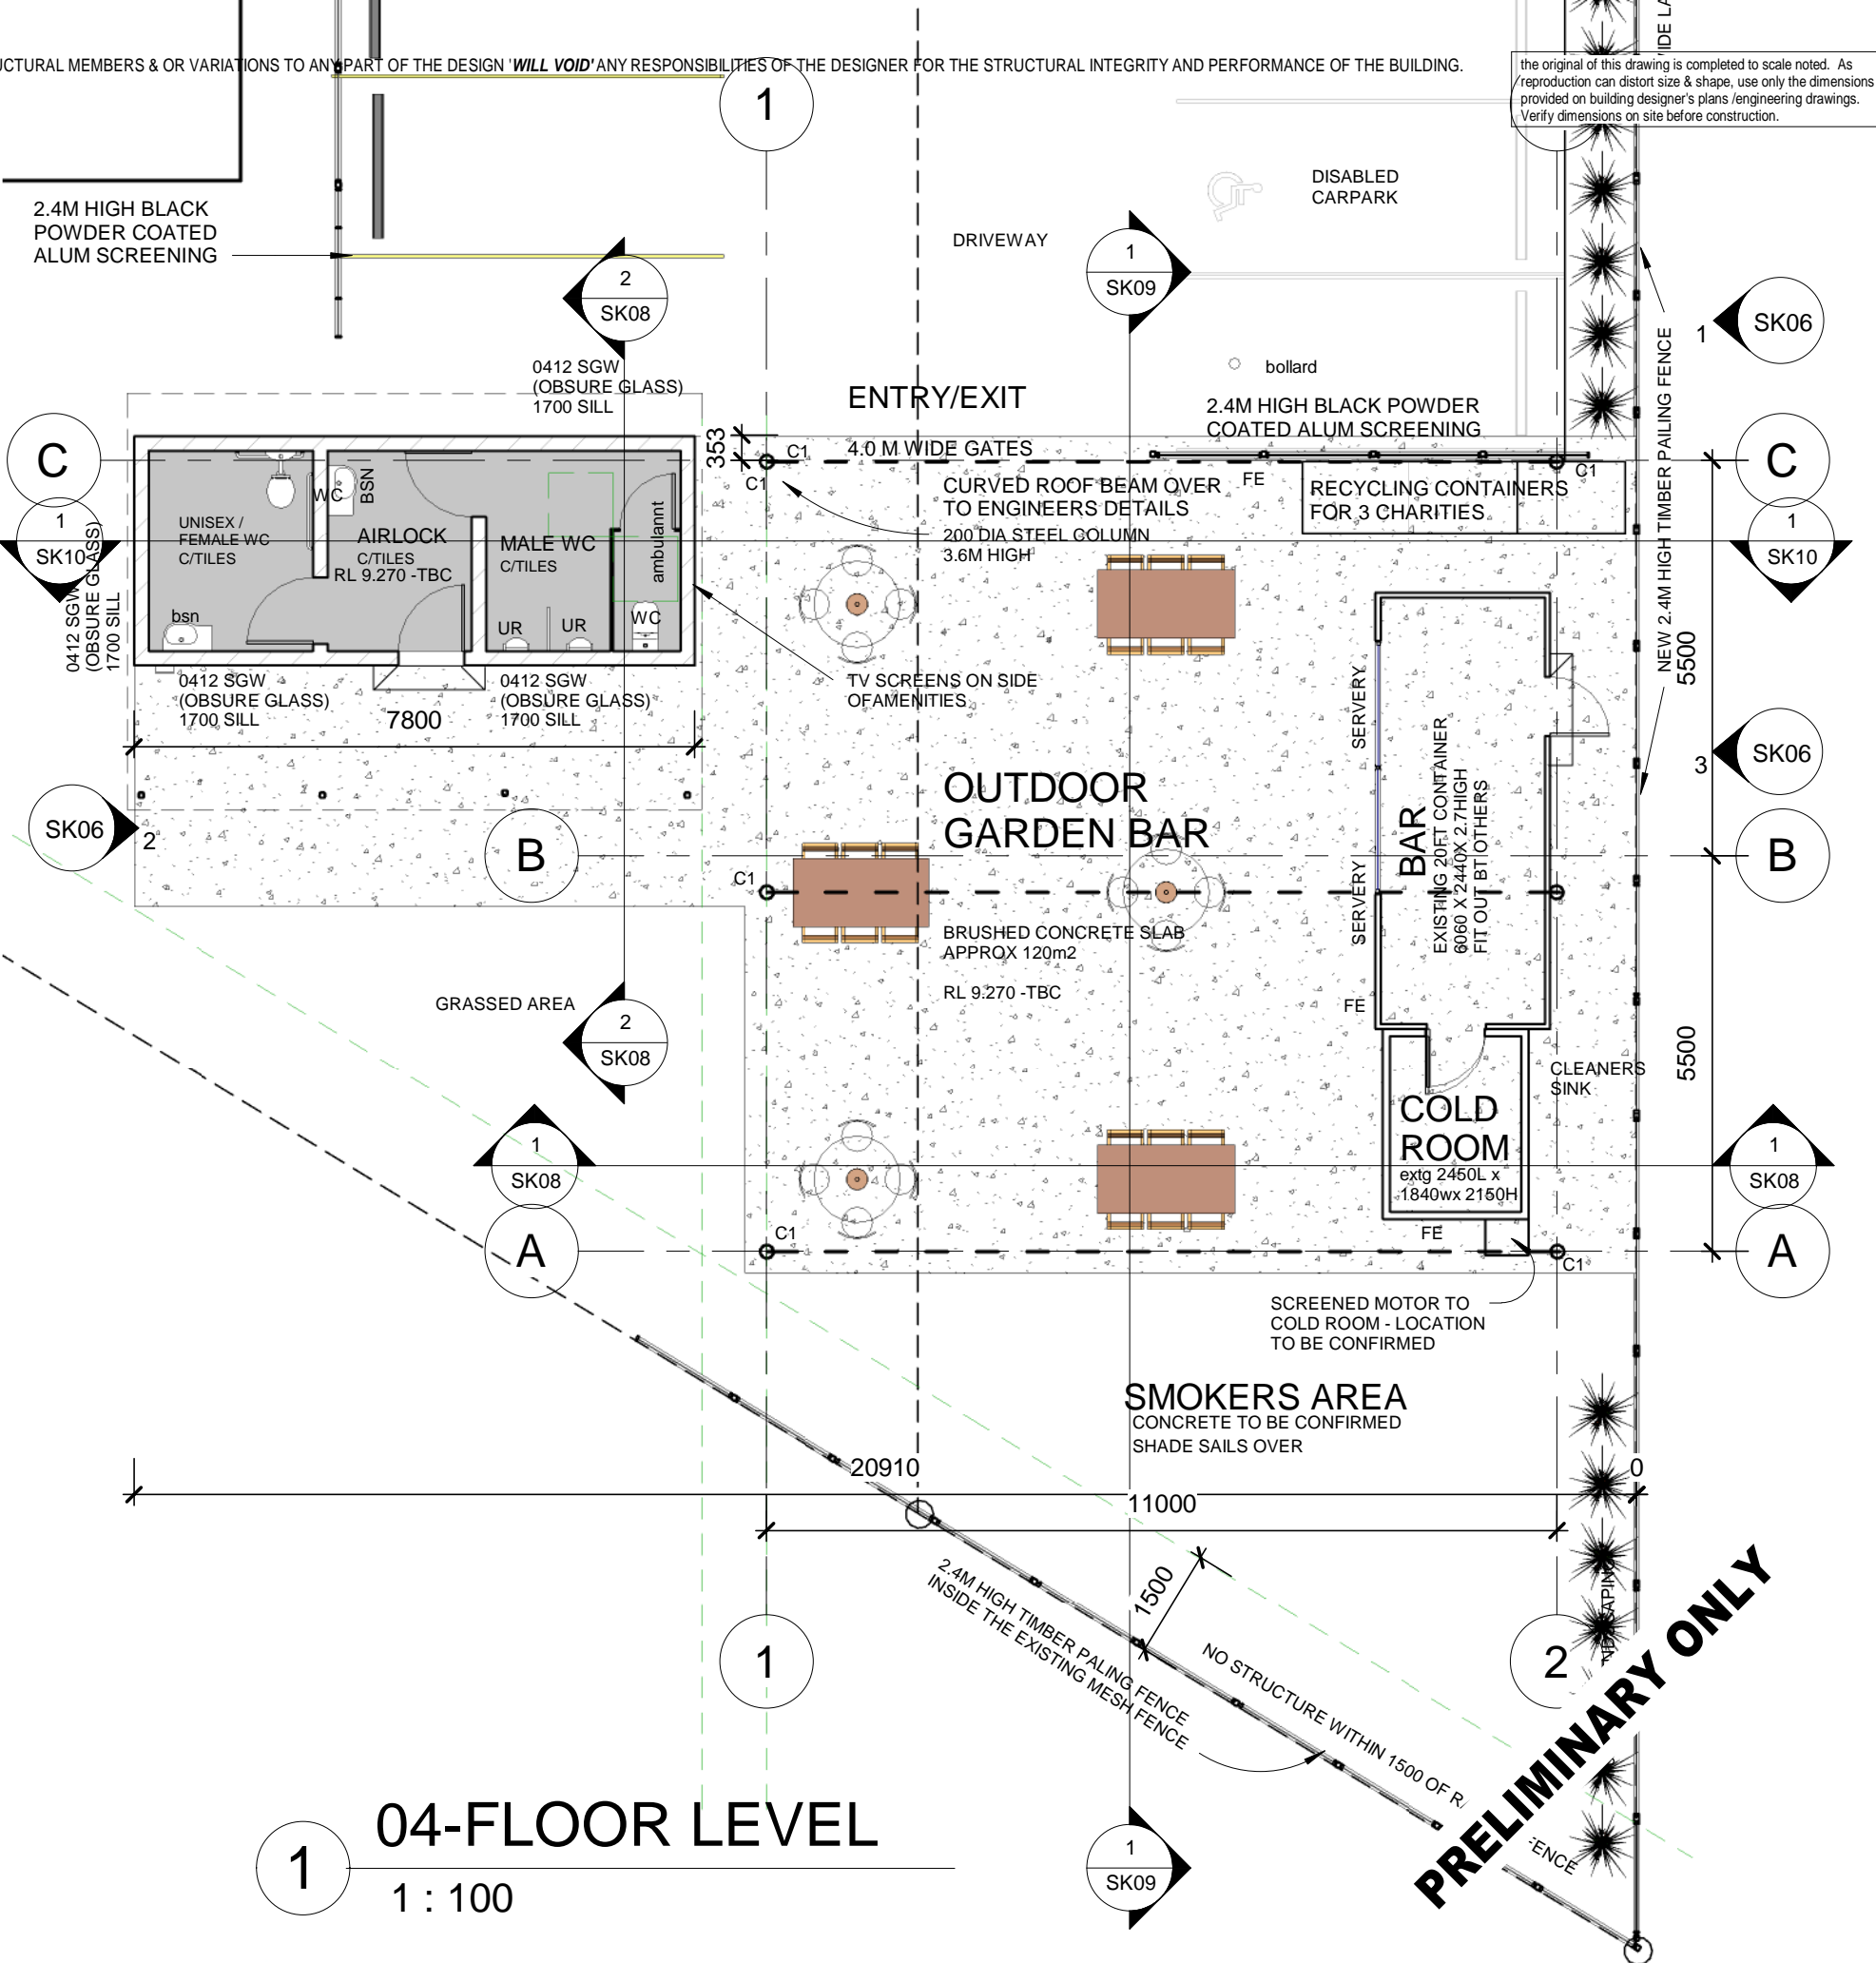 UCTURAL MEMBERS & OR VARIATIONS TO ANY PART OF THE DESIGN 'WILL VOID' ANY RESPONSIBILITIES OF THE DESIGNER FOR THE STRUCTURAL INTEGRITY AND PERFORMANCE OF THE BUILDING.
the original of this drawing is completed to scale noted. As
reproduction can distort size & shape, use only the dimensions
provided on building designer's plans /engineering drawings.
Verify dimensions on site before construction.
1
DISABLED
CARPARK
2.4M HIGH BLACK
POWDER COATED
ALUM SCREENING
DRIVEWAY
2
SK08
1
SK09
1
SK06
NEW 2.4M HIGH TIMBER PAILING FENCE
bollard
0412 SGW
(OBSURE GLASS)
1700 SILL
ENTRY/EXIT
2.4M HIGH BLACK POWDER
COATED ALUM SCREENING
353
4.0 M WIDE GATES
C
C1
C1
C1
C
CURVED ROOF BEAM OVER
TO ENGINEERS DETAILS
FE
RECYCLING CONTAINERS
FOR 3 CHARITIES
200 DIA STEEL COLUMN
3.6M HIGH
1
SK10
1
SK10
0412 SGW
(OBSURE GLASS)
1700 SILL
UNISEX /
FEMALE WC
C/TILES
WC
BSN
AIRLOCK
C/TILES
RL 9.270 -TBC
MALE WC
C/TILES
ambulannt
bsn
UR
UR
WC
0412 SGW
(OBSURE GLASS)
1700 SILL
0412 SGW
(OBSURE GLASS)
1700 SILL
7800
TV SCREENS ON SIDE
OFAMENITIES
5500
SERVERY
3
SK06
OUTDOOR
GARDEN BAR
BAR
EXISTING 20FT CONTAINER
6060 X 2440X 2.7HIGH
FIT OUT BT OTHERS
SK06
2
B
B
C1
SERVERY
BRUSHED CONCRETE SLAB
APPROX 120m2
RL 9.270 -TBC
GRASSED AREA
FE
2
SK08
5500
CLEANERS
SINK
COLD
ROOM
extg 2450L x
1840wx 2150H
1
SK08
1
SK08
FE
A
C1
C1
A
SCREENED MOTOR TO
COLD ROOM - LOCATION
TO BE CONFIRMED
SMOKERS AREA
CONCRETE TO BE CONFIRMED
SHADE SAILS OVER
20910
0
11000
1500
2.4M HIGH TIMBER PALING FENCE
INSIDE THE EXISTING MESH FENCE
NO STRUCTURE WITHIN 1500 OF
1
2
PRELIMINARY ONLY
1
04-FLOOR LEVEL
1 : 100
1
SK09